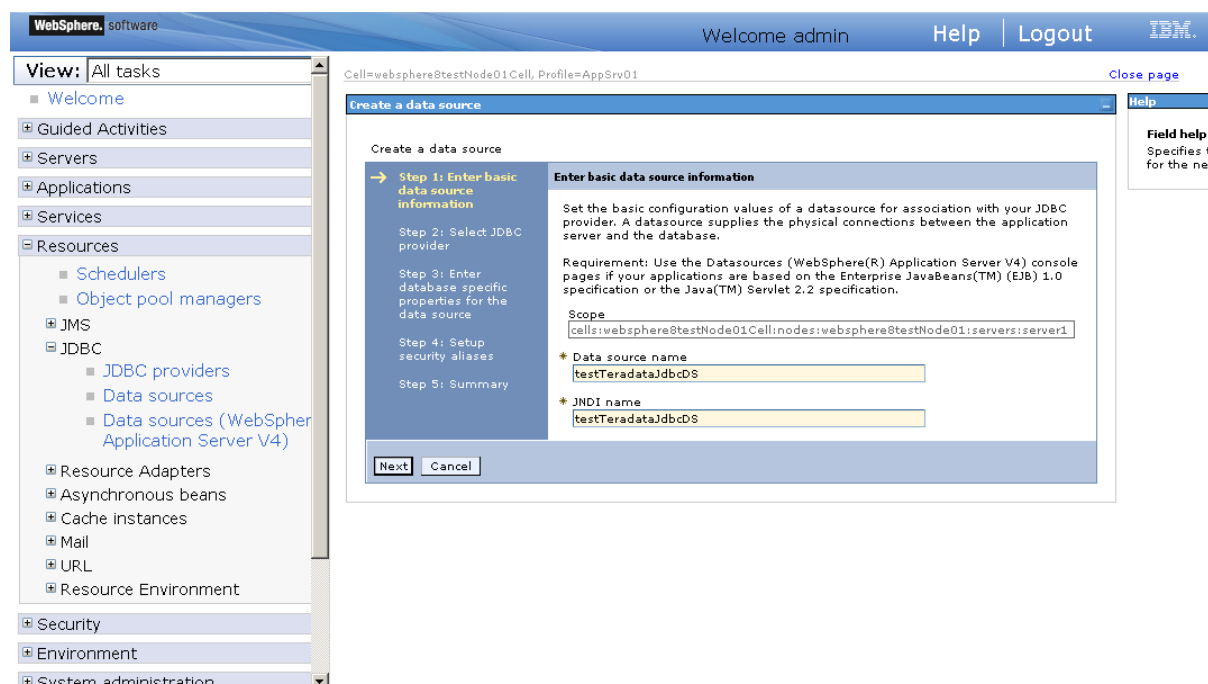 WebSphere. software
Welcome admin
Help
Logout
IBM.
View: All tasks
Welcome
Guided Activities
Servers
Applications
Services
Resources
Schedulers
Object pool managers
JMS
JDBC
JDBC providers
Data sources
Data sources (WebSpher
Application Server V4)
Resource Adapters
Asynchronous beans
Cache instances
Mail
URL
Resource Environment
Security
Environment
System administration
Cell=websphere8testNode01Cell, Profile=AppSrv01
Close page
Create a data source
Create a data source
Step 1: Enter basic
data source
information
Step 2: Select JDBC
provider
Step 3: Enter
database specific
properties for the
data source
Step 4: Setup
security aliases
Step 5: Summary
Enter basic data source information
Set the basic configuration values of a datasource for association with your JDBC
provider. A datasource supplies the physical connections between the application
server and the database.
Requirement: Use the Datasources (WebSphere(R) Application Server V4) console
pages if your applications are based on the Enterprise JavaBeans(TM) (EJB) 1.0
specification or the Java(TM) Servlet 2.2 specification.
Scope
cells:websphere8testNode01Cell:nodes:websphere8testNode01:servers:server1
* Data source name
testTeradataJdbcDS
* JNDI name
testTeradataJdbcDS
Next
Cancel
Help
Field help
Specifies
for the ne